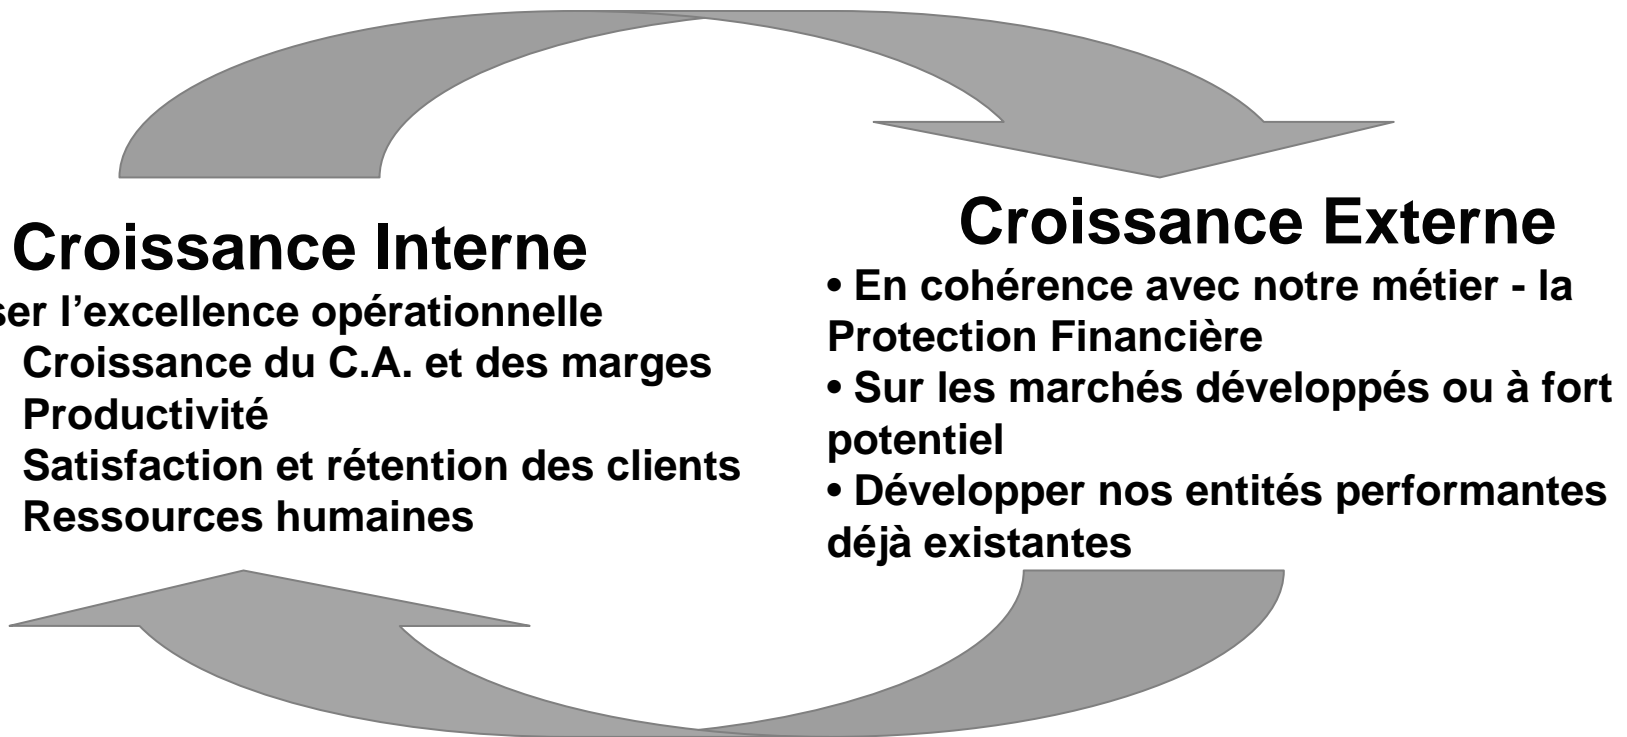 Croissance Interne
l’excellence opérationnelle
Croissance du C.A. et des marges
Productivité
Satisfaction et rétention des clients
Ressources humaines
Croissance Externe
• En cohérence avec notre métier - la
Protection Financière
• Sur les marchés développés ou à fort
potentiel
• Développer nos entités performantes
déjà existantes